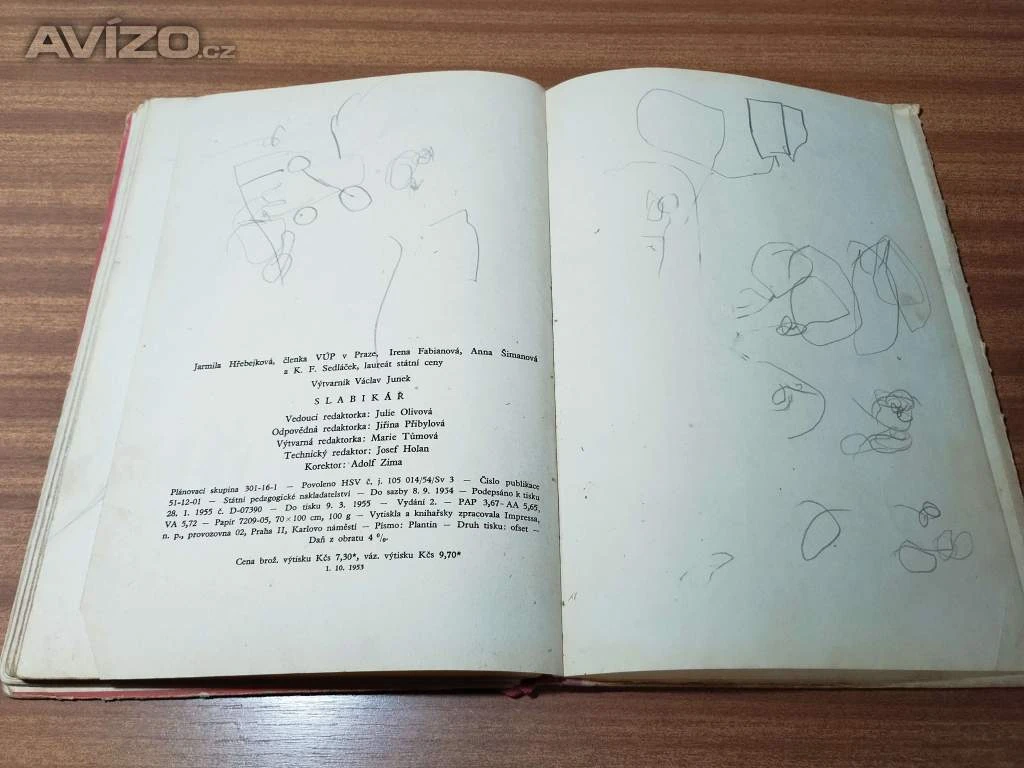 AVÍZO.cz
Jarmila Hřebejková, členka VÚP v Praze, Irena Fabianová, Anna Šimanová
a K. F. Sedláček, laureát státní ceny
Výtvarník Václav Junek
SLABIKÁŘ
Vedoucí redaktorka: Julie Olivová
Odpovědná redaktorka: Jiřina Přibylová
Výtvarná redaktorka: Marie Tůmová
Technický redaktor: Josef Holan
Korektor: Adolf Zima
Plánovací skupina 301-16-1 — Povoleno HSV č. j. 105 014/54/Sv 3 — Číslo publikace
51-12-01 — Státní pedagogické nakladatelství — Do sazby 8. 9. 1954 — Podepsáno k tisku
28. 1. 1955 č. D-07390 — Do tisku 9. 3. 1955 — Vydání 2. — PAP 3,67- AA 5,65,
VA 5,72 — Papír 7209-05, 70 × 100 cm, 100 g — Vytiskla a knihařsky zpracovala Impressa,
n. p., provozovna 02, Praha II, Karlovo náměstí — Písmo: Plantin — Druh tisku: ofset —
Daň z obratu 4 %.
Cena brož. výtisku Kčs 7,30*, váz. výtisku Kčs 9,70*
1. 10. 1953